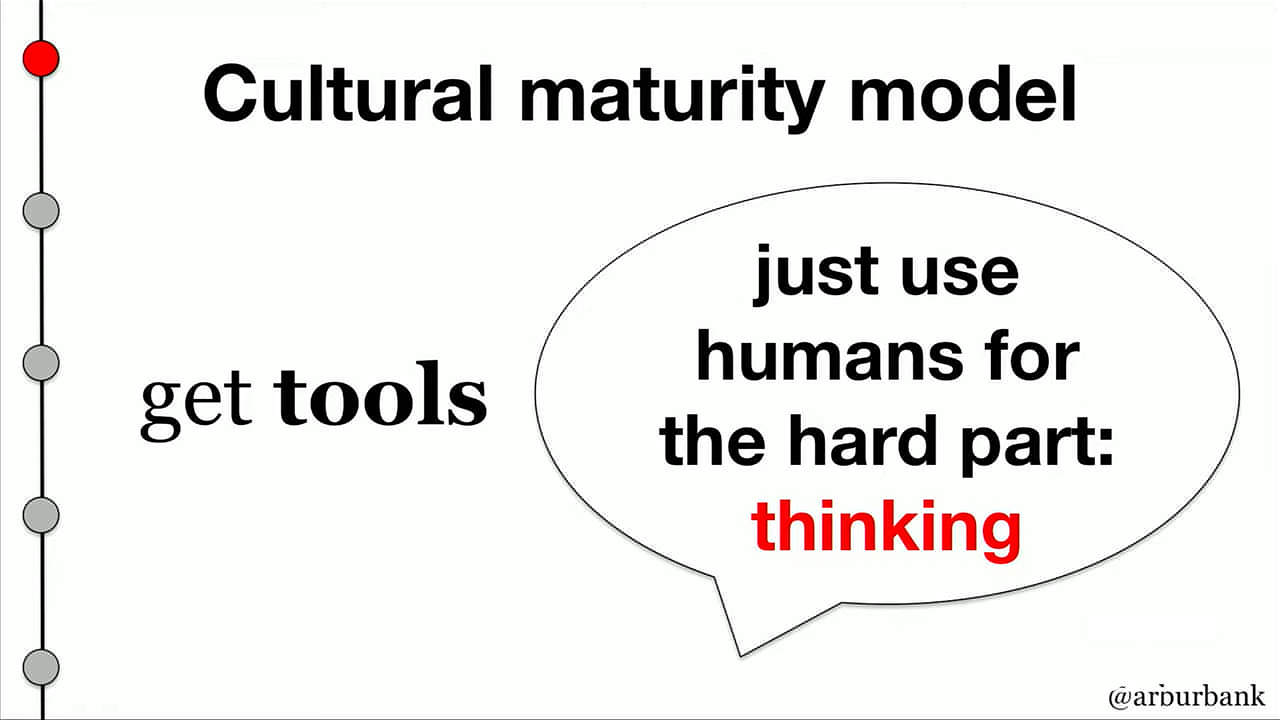 Cultural maturity model
get tools
just use
humans for
the hard part:
thinking
@arburbank